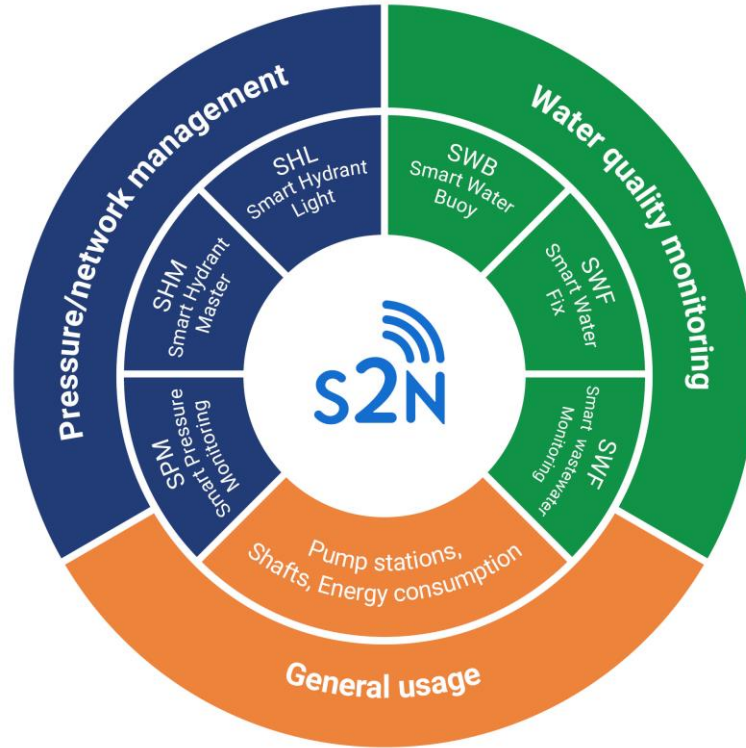 Pressure/network management
SHL
Smart Hydrant
Light
SHM
Smart Hydrant
Master
SPM
Smart Pressure
Monitoring
Water quality monitoring
SWB
Smart Water
Buoy
SWF
Smart Water
Fix
SWF
Smart wastewater
Monitoring
S2N
Pump stations,
Shafts, Energy consumption
General usage